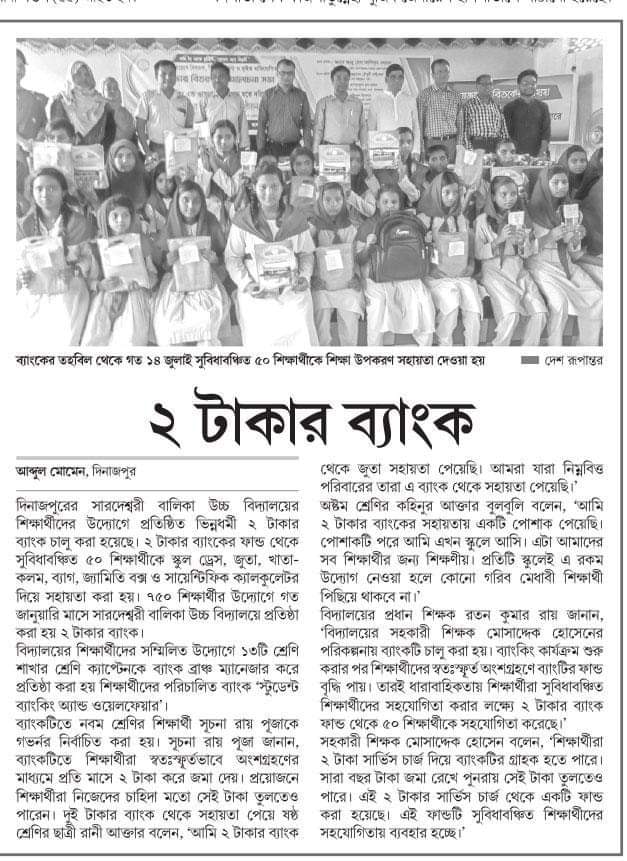 ব্যাংকের তহবিল থেকে গত ১৪ জুলাই সুবিধাবঞ্চিত ৫০ শিক্ষার্থীকে শিক্ষা উপকরণ সহায়তা দেওয়া হয়
দেশ রূপান্তর
২ টাকার ব্যাংক
আব্দুল মোমেন, দিনাজপুর
দিনাজপুরের সারদেশ্বরী বালিকা উচ্চ বিদ্যালয়ের
শিক্ষার্থীদের উদ্যোগে প্রতিষ্ঠিত ভিন্নধর্মী ২ টাকার
ব্যাংক চালু করা হয়েছে। ২ টাকার ব্যাংকের ফান্ড থেকে
সুবিধাবঞ্চিত ৫০ শিক্ষার্থীকে স্কুল ড্রেস, জুতা, খাতা-
কলম, ব্যাগ, জ্যামিতি বক্স ও সায়েন্টিফিক ক্যালকুলেটর
দিয়ে সহায়তা করা হয়। ৭৫০ শিক্ষার্থীর উদ্যোগে গত
জানুয়ারি মাসে সারদেশ্বরী বালিকা উচ্চ বিদ্যালয়ে প্রতিষ্ঠা
করা হয় ২ টাকার ব্যাংক।
বিদ্যালয়ের শিক্ষার্থীদের সম্মিলিত উদ্যোগে ১৩টি শ্রেণি
শাখার শ্রেণি ক্যাপ্টেনকে ব্যাংক ব্রাঞ্চ ম্যানেজার করে
প্রতিষ্ঠা করা হয় শিক্ষার্থীদের পরিচালিত ব্যাংক ‘স্টুডেন্ট
ব্যাংকিং অ্যান্ড ওয়েলফেয়ার’।
ব্যাংকটিতে নবম শ্রেণির শিক্ষার্থী সূচনা রায় পূজাকে
গভর্নর নির্বাচিত করা হয়। সূচনা রায় পূজা জানান,
ব্যাংকটিতে শিক্ষার্থীরা স্বতঃস্ফূর্তভাবে অংশগ্রহণের
মাধ্যমে প্রতি মাসে ২ টাকা করে জমা দেয়। প্রয়োজনে
শিক্ষার্থীরা নিজেদের চাহিদা মতো সেই টাকা তুলতেও
পারেন। দুই টাকার ব্যাংক থেকে সহায়তা পেয়ে ষষ্ঠ
শ্রেণির ছাত্রী রানী আক্তার বলেন, ‘আমি ২ টাকার ব্যাংক
থেকে জুতা সহায়তা পেয়েছি। আমরা যারা নিম্নবিত্ত
পরিবারের তারা এ ব্যাংক থেকে সহায়তা পেয়েছি।’
অষ্টম শ্রেণির কহিনূর আক্তার বুলবুলি বলেন, ‘আমি
২ টাকার ব্যাংকের সহায়তায় একটি পোশাক পেয়েছি।
পোশাকটি পরে আমি এখন স্কুলে আসি। এটা আমাদের
সব শিক্ষার্থীর জন্য শিক্ষণীয়। প্রতিটি স্কুলেই এ রকম
উদ্যোগ নেওয়া হলে কোনো গরিব মেধাবী শিক্ষার্থী
পিছিয়ে থাকবে না।’
বিদ্যালয়ের প্রধান শিক্ষক রতন কুমার রায় জানান,
‘বিদ্যালয়ের সহকারী শিক্ষক মোসাদ্দেক হোসেনের
পরিকল্পনায় ব্যাংকটি চালু করা হয়। ব্যাংকিং কার্যক্রম শুরু
করার পর শিক্ষার্থীদের স্বতঃস্ফূর্ত অংশগ্রহণে ব্যাংটির ফান্ড
বৃদ্ধি পায়। তারই ধারাবাহিকতায় শিক্ষার্থীরা সুবিধাবঞ্চিত
শিক্ষার্থীদের সহযোগিতা করার লক্ষ্যে ২ টাকার ব্যাংক
ফান্ড থেকে ৫০ শিক্ষার্থীকে সহযোগিতা করেছে।’
সহকারী শিক্ষক মোসাদ্দেক হোসেন বলেন, ‘শিক্ষার্থীরা
২ টাকা সার্ভিস চার্জ দিয়ে ব্যাংকটির গ্রাহক হতে পারে।
সারা বছর টাকা জমা রেখে পুনরায় সেই টাকা তুলতেও
পারে। এই ২ টাকার সার্ভিস চার্জ থেকে একটি ফান্ড
করা হয়েছে। এই ফান্ডটি সুবিধাবঞ্চিত শিক্ষার্থীদের
সহযোগিতায় ব্যবহার হচ্ছে।’